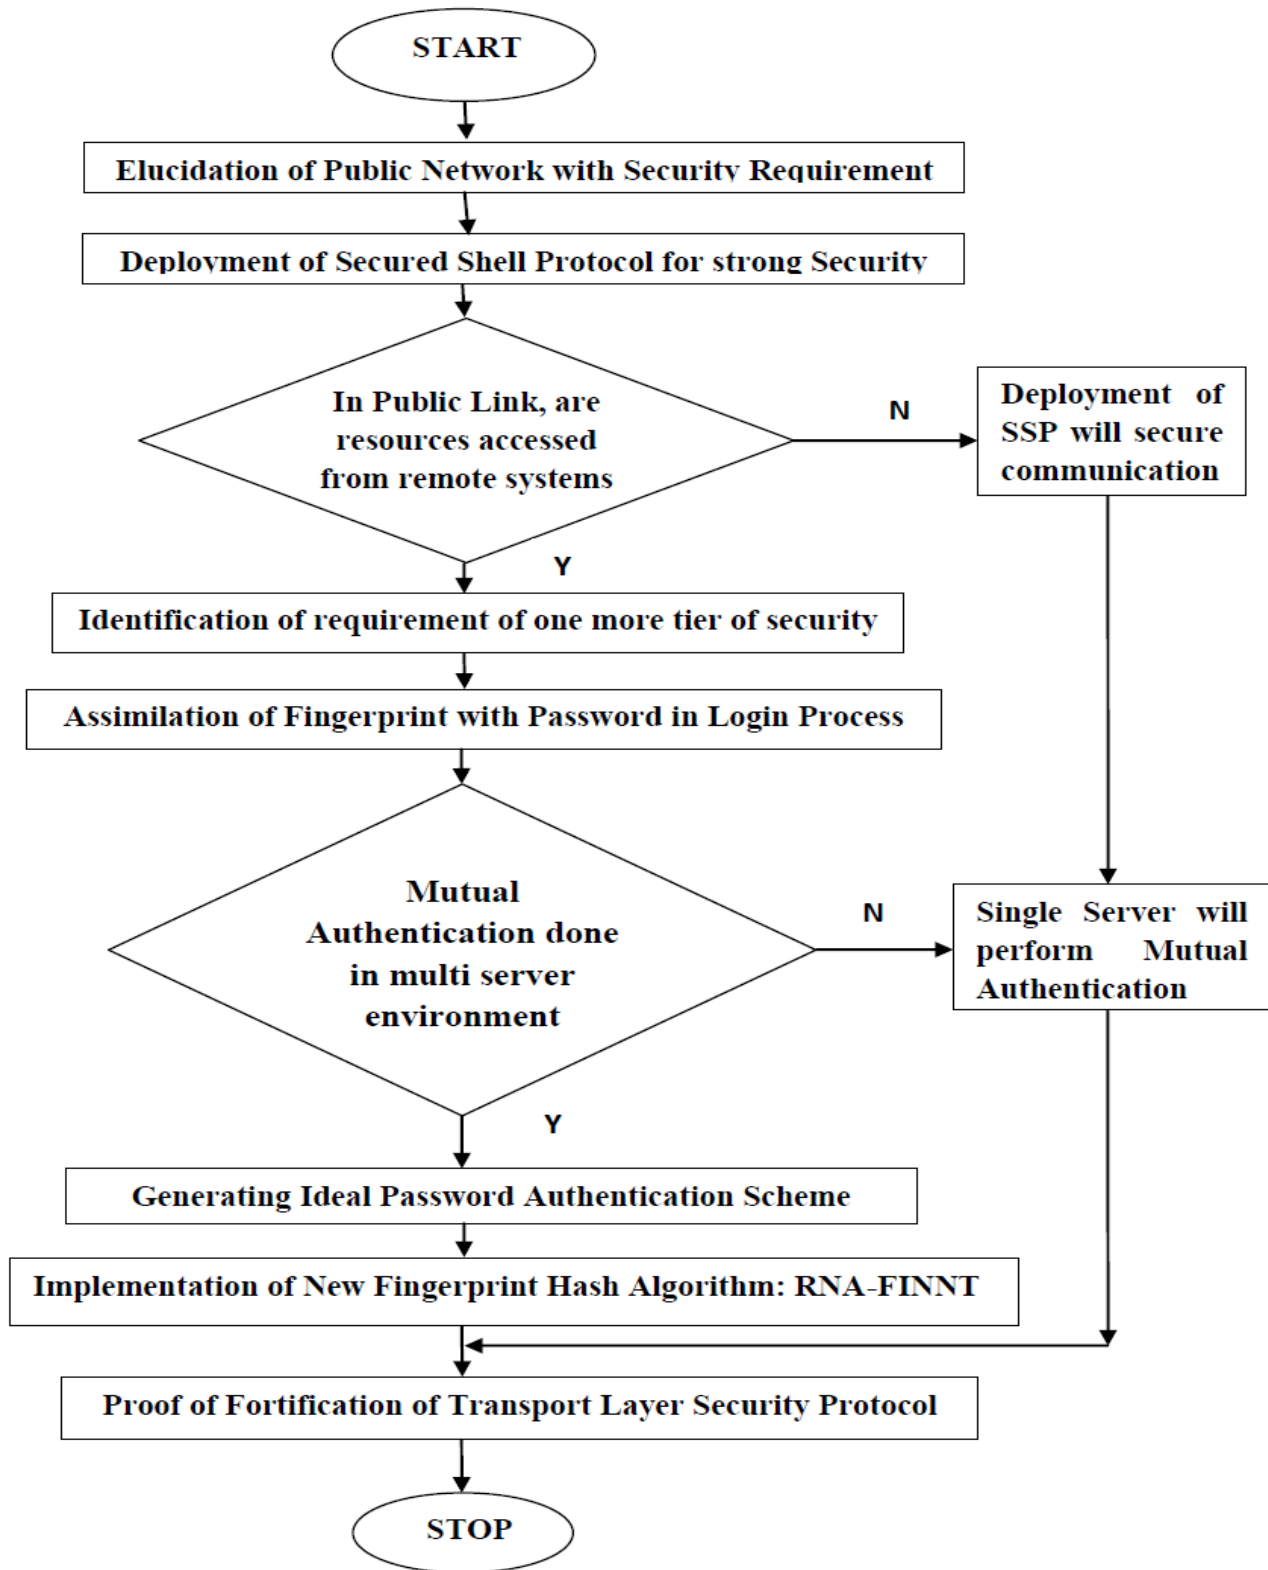 START
Elucidation of Public Network with Security Requirement
Deployment of Secured Shell Protocol for strong Security
In Public Link, are
resources accessed
from remote systems
N
Deployment of
SSP will secure
communication
Y
Identification of requirement of one more tier of security
Assimilation of Fingerprint with Password in Login Process
Mutual
Authentication done
in multi server
environment
N
Single Server will
perform Mutual
Authentication
Y
Generating Ideal Password Authentication Scheme
Implementation of New Fingerprint Hash Algorithm: RNA-FINNT
Proof of Fortification of Transport Layer Security Protocol
STOP